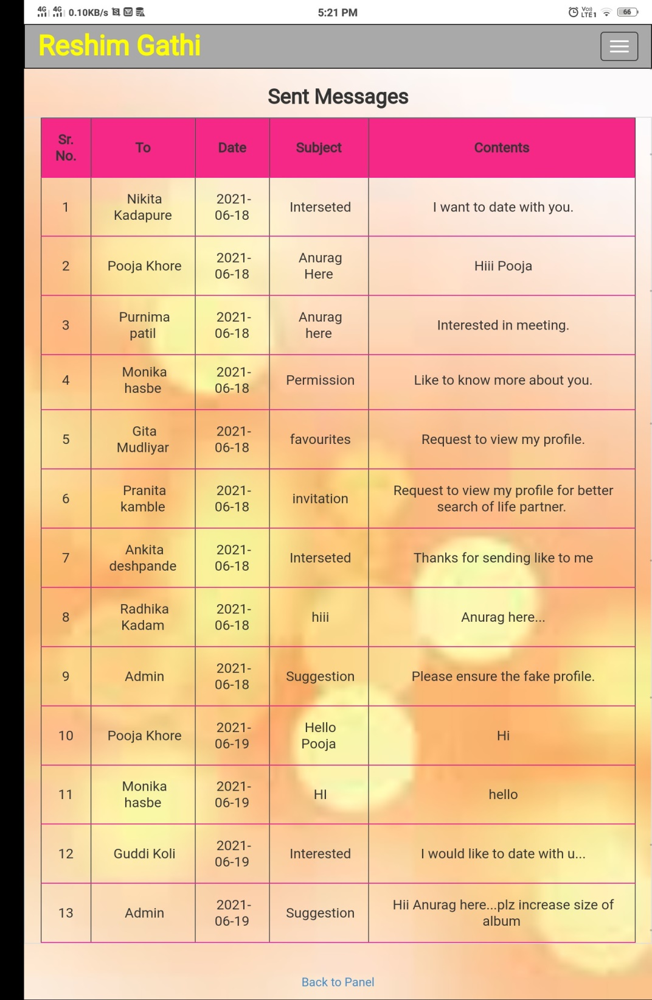 4G 4G 0.10KB/s 5:21 PM Vo)) LTE1 66
Reshim Gathi
Sent Messages
Sr. No. To Date Subject Contents
1 Nikita Kadapure 2021-06-18 Interseted I want to date with you.
2 Pooja Khore 2021-06-18 Anurag Here Hiii Pooja
3 Purnima patil 2021-06-18 Anurag here Interested in meeting.
4 Monika hasbe 2021-06-18 Permission Like to know more about you.
5 Gita Mudliyar 2021-06-18 favourites Request to view my profile.
6 Pranita kamble 2021-06-18 invitation Request to view my profile for better search of life partner.
7 Ankita deshpande 2021-06-18 Interseted Thanks for sending like to me
8 Radhika Kadam 2021-06-18 hiii Anurag here...
9 Admin 2021-06-18 Suggestion Please ensure the fake profile.
10 Pooja Khore 2021-06-19 Hello Pooja Hi
11 Monika hasbe 2021-06-19 HI hello
12 Guddi Koli 2021-06-19 Interested I would like to date with u...
13 Admin 2021-06-19 Suggestion Hii Anurag here...plz increase size of album
Back to Panel